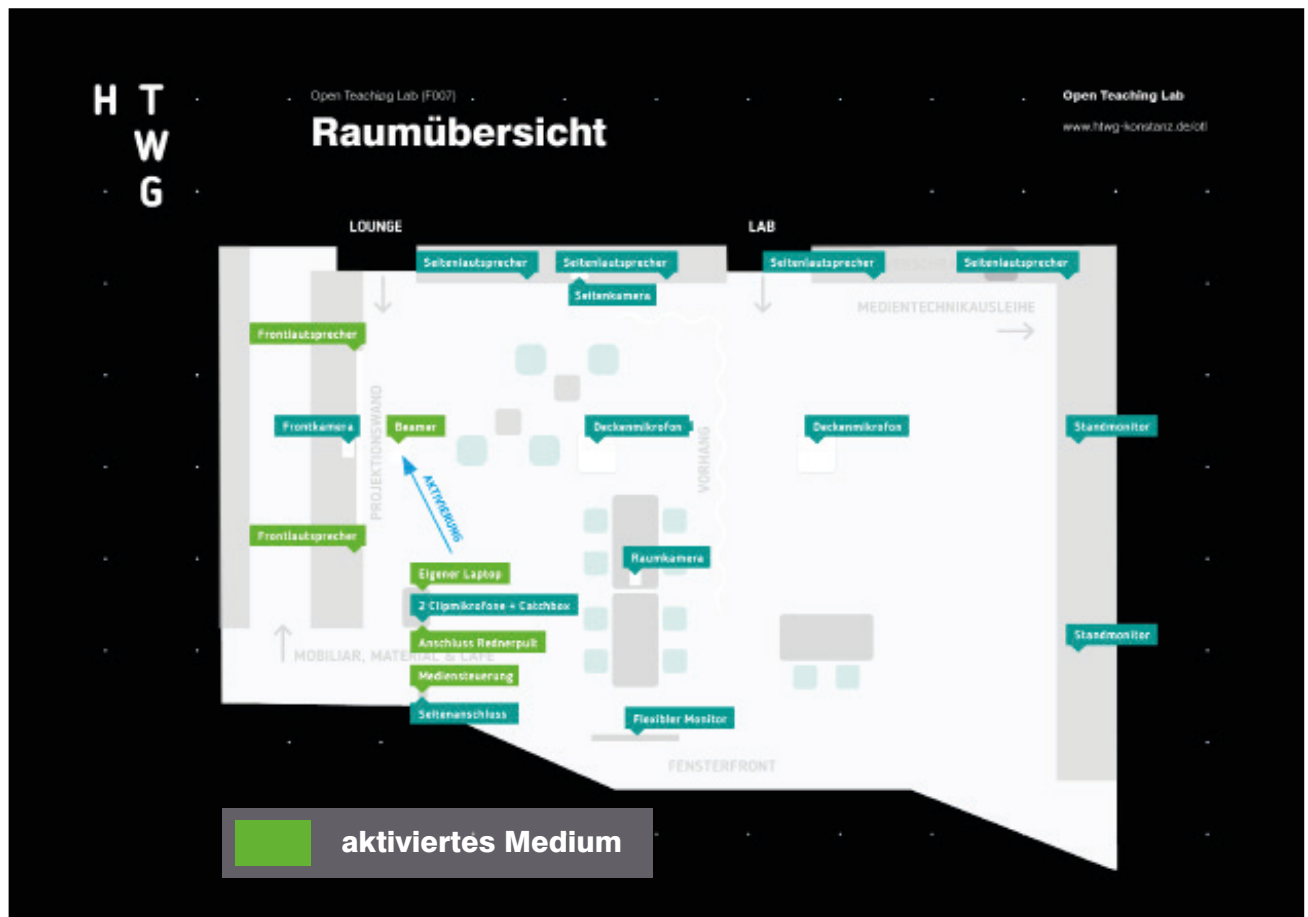 H T
W
G
Open Teaching Lab (F007)
Raumübersicht
Open Teaching Lab
www.htwg-konstanz.de/otl
LOUNGE
LAB
Seitenlautsprecher
Seitenlautsprecher
Seitenlautsprecher
Seitenlautsprecher
Seitenkamera
MEDIENTECHNIKAUSLEIHE
Frontlautsprecher
PROJEKTIONSWAND
Frontkamera
Beamer
Deckenmikrofon
VORHANG
Deckenmikrofon
Standmonitor
AKTIVIERUNG
Frontlautsprecher
Raumkamera
Eigener Laptop
2 Clipmikrofone + Catchbox
Anschluss Rednerpult
MOBILIAR, MATERIAL & CAFÉ
Mediensteuerung
Seitenanschluss
Standmonitor
Flexibler Monitor
FENSTERFRONT
aktiviertes Medium